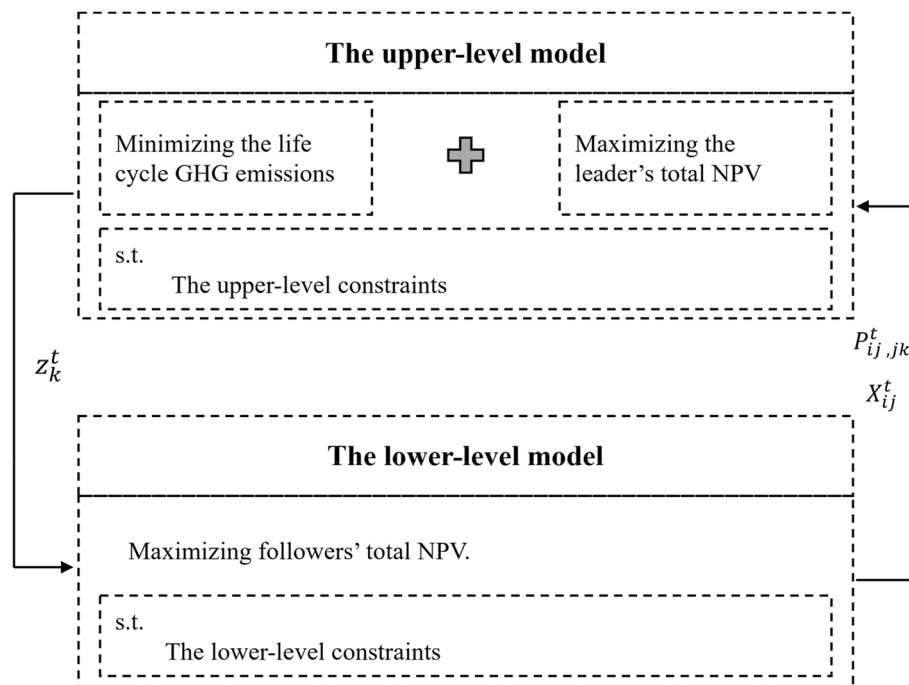 The upper-level model
Minimizing the life
cycle GHG emissions
Maximizing the
leader’s total NPV
s.t.
The upper-level constraints
z_k^t
P_{ij,jk}^t
X_{ij}^t
The lower-level model
Maximizing followers’ total NPV.
s.t.
The lower-level constraints